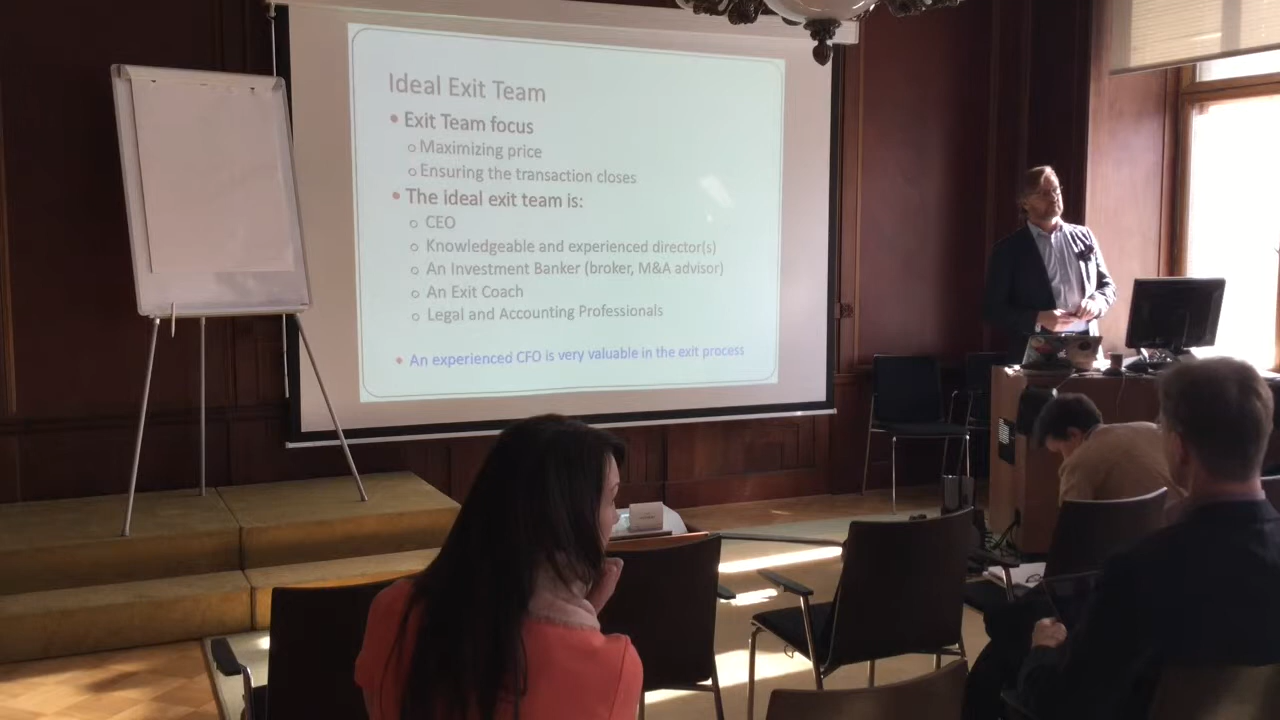 Ideal Exit Team
• Exit Team focus
o Maximizing price
o Ensuring the transaction closes
• The ideal exit team is:
o CEO
o Knowledgeable and experienced director(s)
o An Investment Banker (broker, M&A advisor)
o An Exit Coach
o Legal and Accounting Professionals
• An experienced CFO is very valuable in the exit process